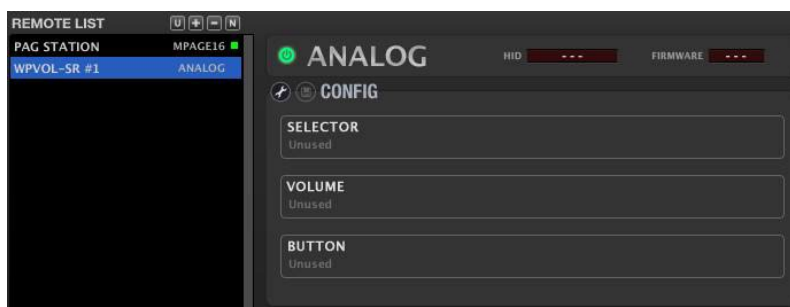 REMOTE LIST U + - N
PAG STATION MPAGE16
WPVOL-SR #1 ANALOG
ANALOG HID --- FIRMWARE ---
CONFIG
SELECTOR
Unused
VOLUME
Unused
BUTTON
Unused